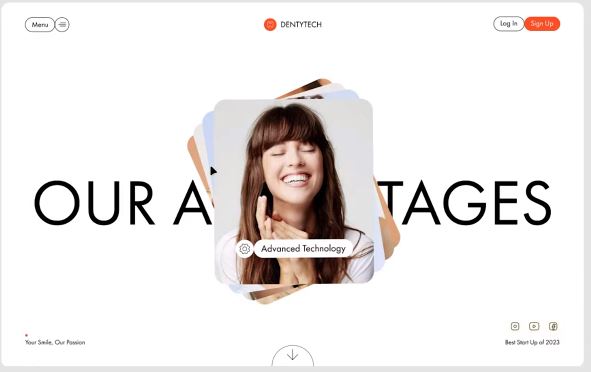 Menu
DENTYTECH
Log In
Sign Up
OUR A TAGES
Advanced Technology
Your Smile, Our Passion
Best Start Up of 2023